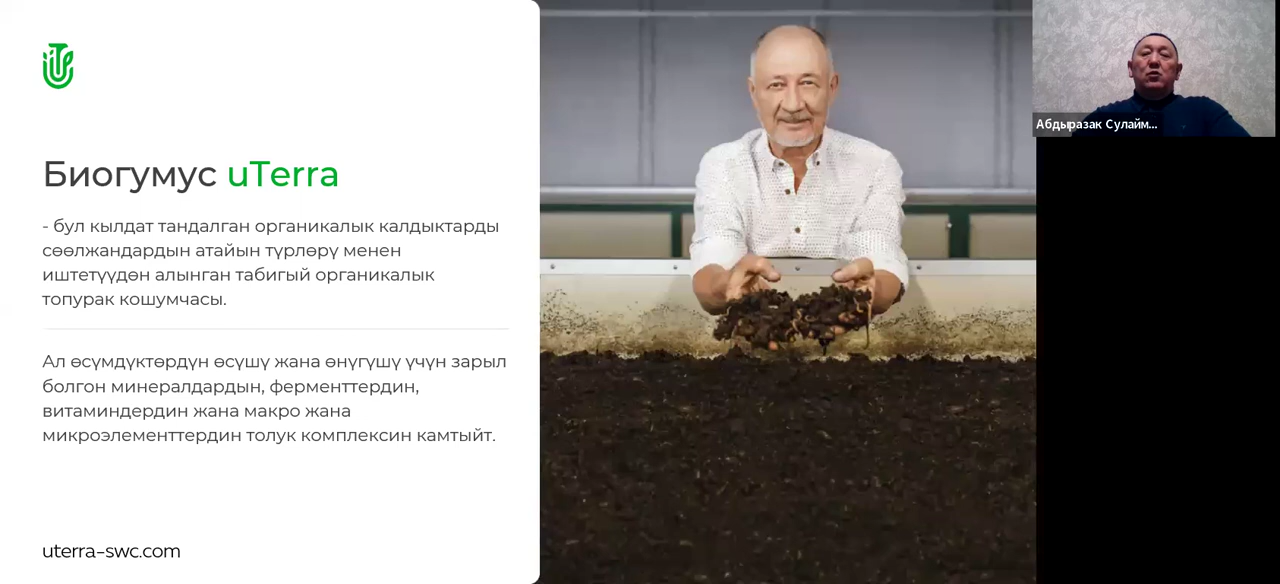 Биогумус uTerra
- бул кылдат тандалган органикалык калдыктарды
сөөлжандардын атайын түрлөрү менен
иштетүүдөн алынган табигый органикалык
топурак кошумчасы.
Ал өсүмдүктөрдүн өсүшү жана өнүгүшү үчүн зарыл
болгон минералдардын, ферменттердин,
витаминдердин жана макро жана
микроэлементтердин толук комплексин камтыйт.
uterra-swc.com
Абдыразак Сулайм...